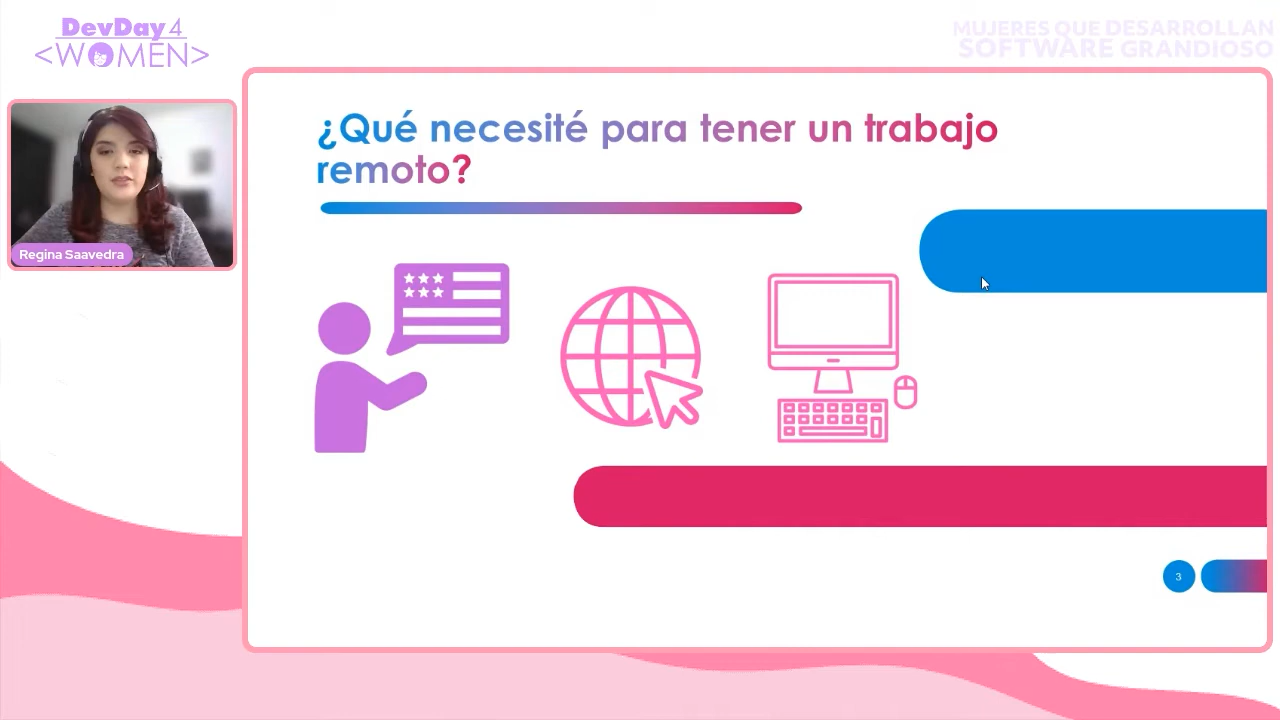 DevDay4
<WOMEN>
MUJERES QUE DESARROLLAN
SOFTWARE GRANDIOSO
Regina Saavedra
¿Qué necesité para tener un trabajo
remoto?
3